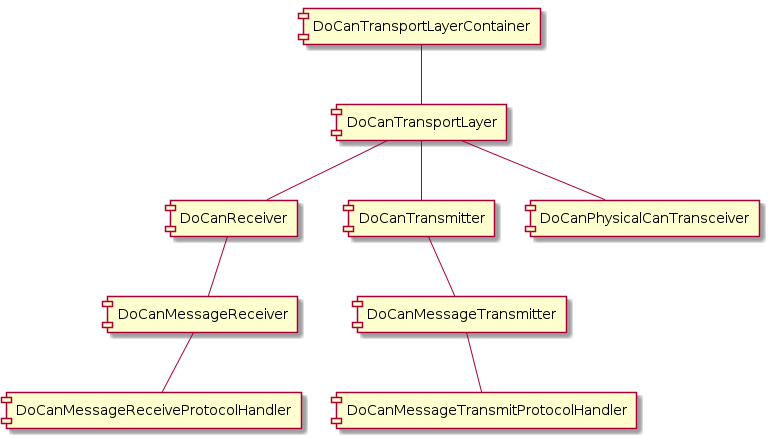 DoCanTransportLayerContainer
DoCanTransportLayer
DoCanReceiver
DoCanTransmitter
DoCanPhysicalCanTransceiver
DoCanMessageReceiver
DoCanMessageTransmitter
DoCanMessageReceiveProtocolHandler
DoCanMessageTransmitProtocolHandler